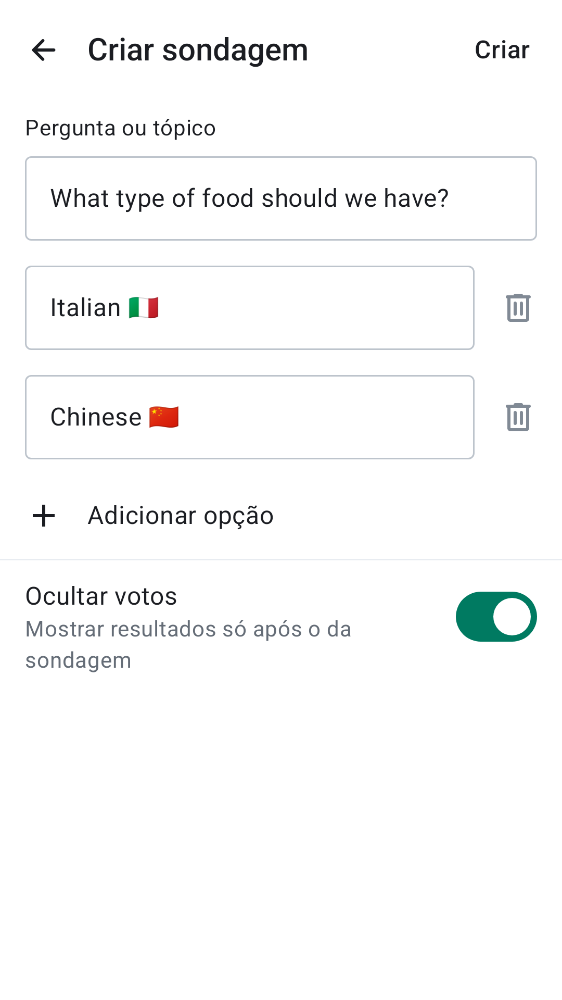 Criar sondagem
Criar
Pergunta ou tópico
What type of food should we have?
Italian 🇮🇹
Chinese 🇨🇳
Adicionar opção
Ocultar votos
Mostrar resultados só após o da
sondagem